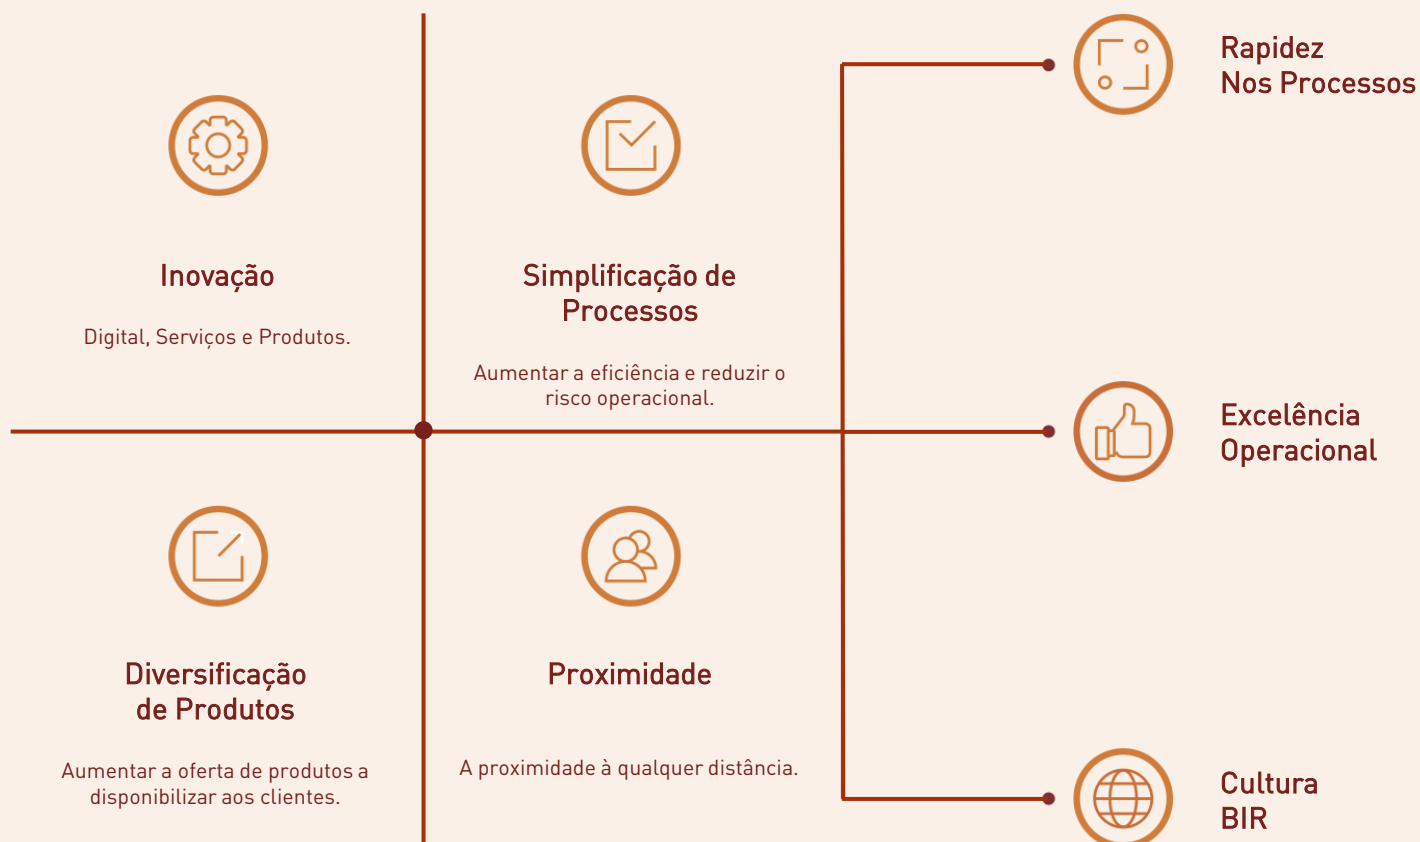 Inovação
Digital, Serviços e Produtos.
Simplificação de
Processos
Aumentar a eficiência e reduzir o
risco operacional.
Diversificação
de Produtos
Aumentar a oferta de produtos a
disponibilizar aos clientes.
Proximidade
A proximidade à qualquer distância.
Rapidez
Nos Processos
Excelência
Operacional
Cultura
BIR